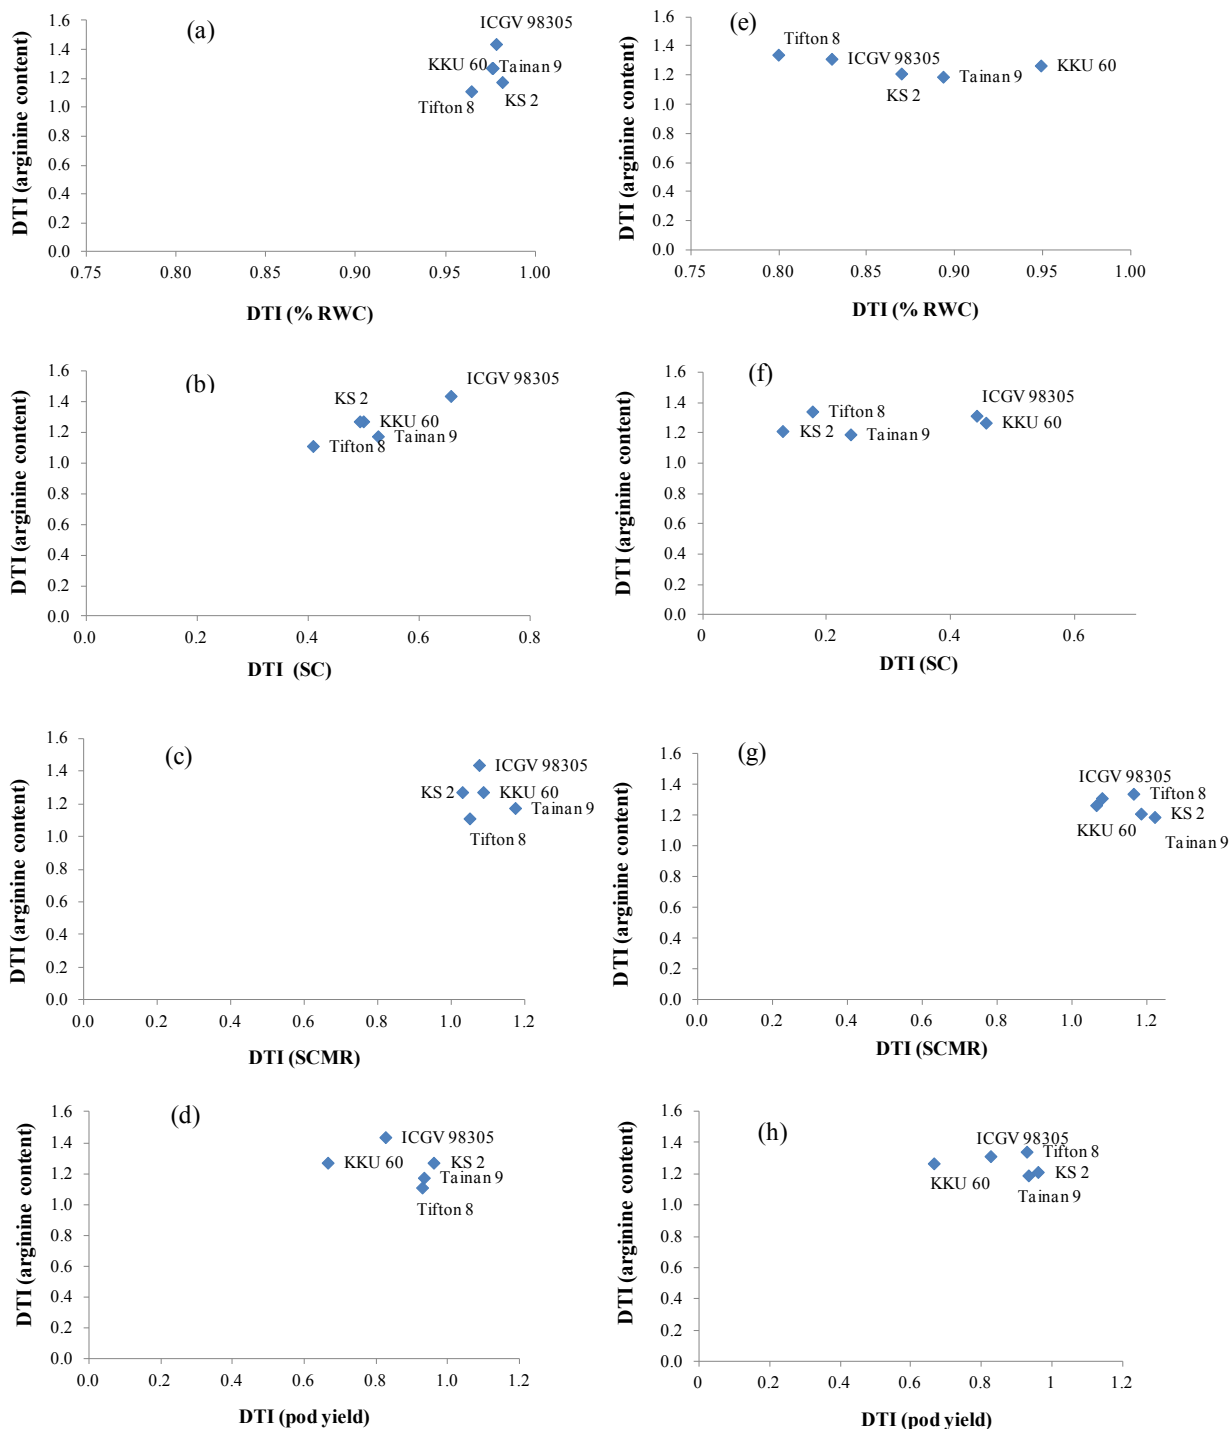 (a)
DTI (arginine content)
1.6
1.4
1.2
1.0
0.8
0.6
0.4
0.2
0.0
ICGV 98305
KKU 60
Tainan 9
Tifton 8
KS 2
0.75 0.80 0.85 0.90 0.95 1.00
DTI (% RWC)
(e)
DTI (arginine content)
1.6
1.4
1.2
1.0
0.8
0.6
0.4
0.2
0.0
Tifton 8
ICGV 98305
KS 2
Tainan 9
KKU 60
0.75 0.80 0.85 0.90 0.95 1.00
DTI (% RWC)
(b)
DTI (arginine content)
1.6
1.4
1.2
1.0
0.8
0.6
0.4
0.2
0.0
ICGV 98305
KS 2
KKU 60
Tainan 9
Tifton 8
0.0 0.2 0.4 0.6 0.8
DTI (SC)
(f)
DTI (arginine content)
1.6
1.4
1.2
1.0
0.8
0.6
0.4
0.2
0.0
ICGV 98305
Tifton 8
KKU 60
KS 2
Tainan 9
0 0.2 0.4 0.6
DTI (SC)
(c)
DTI (arginine content)
1.6
1.4
1.2
1.0
0.8
0.6
0.4
0.2
0.0
ICGV 98305
KS 2
KKU 60
Tainan 9
Tifton 8
0.0 0.2 0.4 0.6 0.8 1.0 1.2
DTI (SCMR)
(g)
DTI (arginine content)
1.6
1.4
1.2
1.0
0.8
0.6
0.4
0.2
0.0
ICGV 98305
Tifton 8
KS 2
KKU 60
Tainan 9
0.0 0.2 0.4 0.6 0.8 1.0 1.2
DTI (SCMR)
(d)
DTI (arginine content)
1.6
1.4
1.2
1.0
0.8
0.6
0.4
0.2
0.0
ICGV 98305
KKU 60
KS 2
Tainan 9
Tifton 8
0.0 0.2 0.4 0.6 0.8 1.0 1.2
DTI (pod yield)
(h)
DTI (arginine content)
1.6
1.4
1.2
1.0
0.8
0.6
0.4
0.2
0.0
ICGV 98305
Tifton 8
KKU 60
KS 2
Tainan 9
0 0.2 0.4 0.6 0.8 1 1.2
DTI (pod yield)